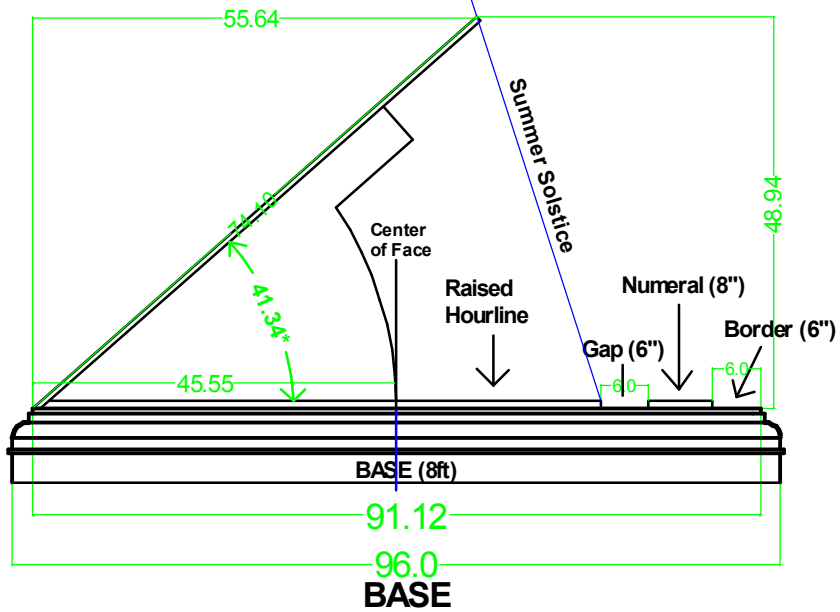 55.64
Summer Solstice
48.94
Center
of Face
41.34*
Raised
Hourline
Numeral (8")
Border (6")
Gap (6")
45.55
6.0
6.0
BASE (8ft)
91.12
96.0
BASE